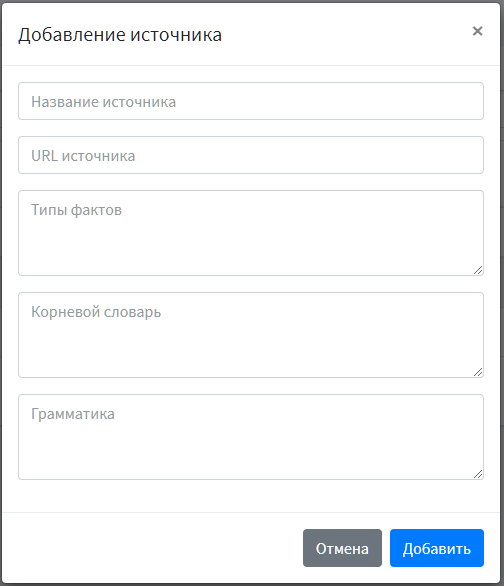 Добавление источника
×
Название источника
URL источника
Типы фактов
Корневой словарь
Грамматика
Отмена
Добавить